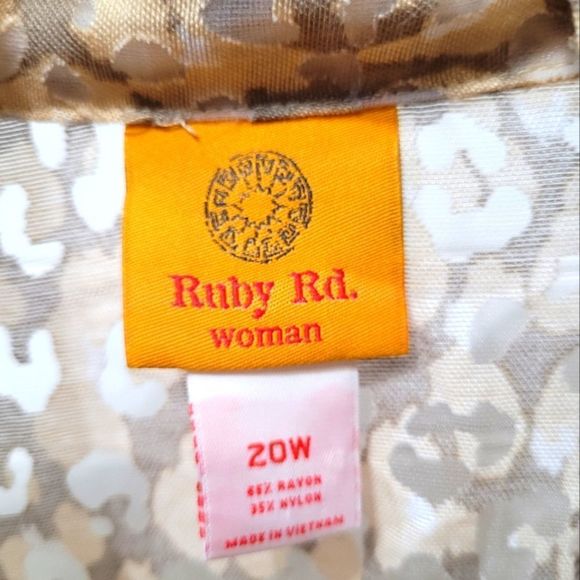 Ruby Rd.
woman
20W
65% RAYON
35% NYLON
MADE IN VIETNAM